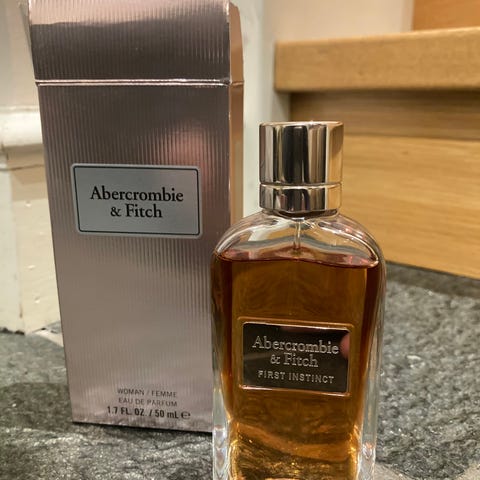 Abercrombie
& Fitch
WOMAN / FEMME
EAU DE PARFUM
1.7 FL. OZ. / 50 mL ℮
Abercrombie
& Fitch
FIRST INSTINCT